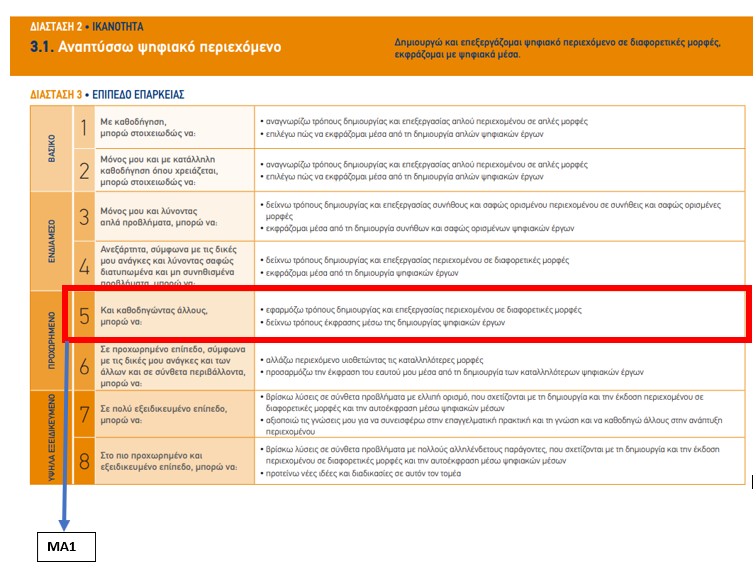 ΔΙΑΣΤΑΣΗ 2 • ΙΚΑΝΟΤΗΤΑ
3.1. Αναπτύσσω ψηφιακό περιεχόμενο
Δημιουργώ και επεξεργάζομαι ψηφιακό περιεχόμενο σε διαφορετικές μορφές,
εκφράζομαι με ψηφιακά μέσα.
ΔΙΑΣΤΑΣΗ 3 • ΕΠΙΠΕΔΟ ΕΠΑΡΚΕΙΑΣ
ΒΑΣΙΚΟ
1
Με καθοδήγηση,
μπορώ στοιχειωδώς να:
• αναγνωρίζω τρόπους δημιουργίας και επεξεργασίας απλού περιεχομένου σε απλές μορφές
• επιλέγω πώς να εκφράζομαι μέσα από τη δημιουργία απλών ψηφιακών έργων
2
Μόνος μου και με κατάλληλη
καθοδήγηση όπου χρειάζεται,
μπορώ στοιχειωδώς να:
• αναγνωρίζω τρόπους δημιουργίας και επεξεργασίας απλού περιεχομένου σε απλές μορφές
• επιλέγω πώς να εκφράζομαι μέσα από τη δημιουργία απλών ψηφιακών έργων
ΕΝΔΙΑΜΕΣΟ
3
Μόνος μου και λύνοντας
απλά προβλήματα, μπορώ να:
• δείχνω τρόπους δημιουργίας και επεξεργασίας συνήθους και σαφώς ορισμένου περιεχομένου σε συνήθεις και σαφώς ορισμένες
μορφές
• εκφράζομαι μέσα από τη δημιουργία συνήθων και σαφώς ορισμένων ψηφιακών έργων
4
Ανεξάρτητα, σύμφωνα με τις δικές
μου ανάγκες και λύνοντας σαφώς
διατυπωμένα και μη συνηθισμένα
προβλήματα, μπορώ να:
• δείχνω τρόπους δημιουργίας και επεξεργασίας περιεχομένου σε διαφορετικές μορφές
• εκφράζομαι μέσα από τη δημιουργία ψηφιακών έργων
ΠΡΟΧΩΡΗΜΕΝΟ
5
Και καθοδηγώντας άλλους,
μπορώ να:
• εφαρμόζω τρόπους δημιουργίας και επεξεργασίας περιεχομένου σε διαφορετικές μορφές
• δείχνω τρόπους έκφρασης μέσω της δημιουργίας ψηφιακών έργων
6
Σε προχωρημένο επίπεδο, σύμφωνα
με τις δικές μου ανάγκες και των
άλλων και σε σύνθετα περιβάλλοντα,
μπορώ να:
• αλλάζω περιεχόμενο υιοθετώντας τις καταλληλότερες μορφές
• προσαρμόζω την έκφραση του εαυτού μου μέσα από τη δημιουργία των καταλληλότερων ψηφιακών έργων
ΥΨΗΛΑ ΕΞΕΙΔΙΚΕΥΜΕΝΟ
7
Σε πολύ εξειδικευμένο επίπεδο,
μπορώ να:
• βρίσκω λύσεις σε σύνθετα προβλήματα με ελλιπή ορισμό, που σχετίζονται με τη δημιουργία και την έκδοση περιεχομένου σε
διαφορετικές μορφές και την αυτοέκφραση μέσω ψηφιακών μέσων
• αξιοποιώ τις γνώσεις μου για να συνεισφέρω στην επαγγελματική πρακτική και τη γνώση και να καθοδηγώ άλλους στην ανάπτυξη
περιεχομένου
8
Στο πιο προχωρημένο και
εξειδικευμένο επίπεδο, μπορώ να:
• βρίσκω λύσεις σε σύνθετα προβλήματα με πολλούς αλληλένδετους παράγοντες, που σχετίζονται με τη δημιουργία και την έκδοση
περιεχομένου σε διαφορετικές μορφές και την αυτοέκφραση μέσω ψηφιακών μέσων
• προτείνω νέες ιδέες και διαδικασίες σε αυτόν τον τομέα
ΜΑ1